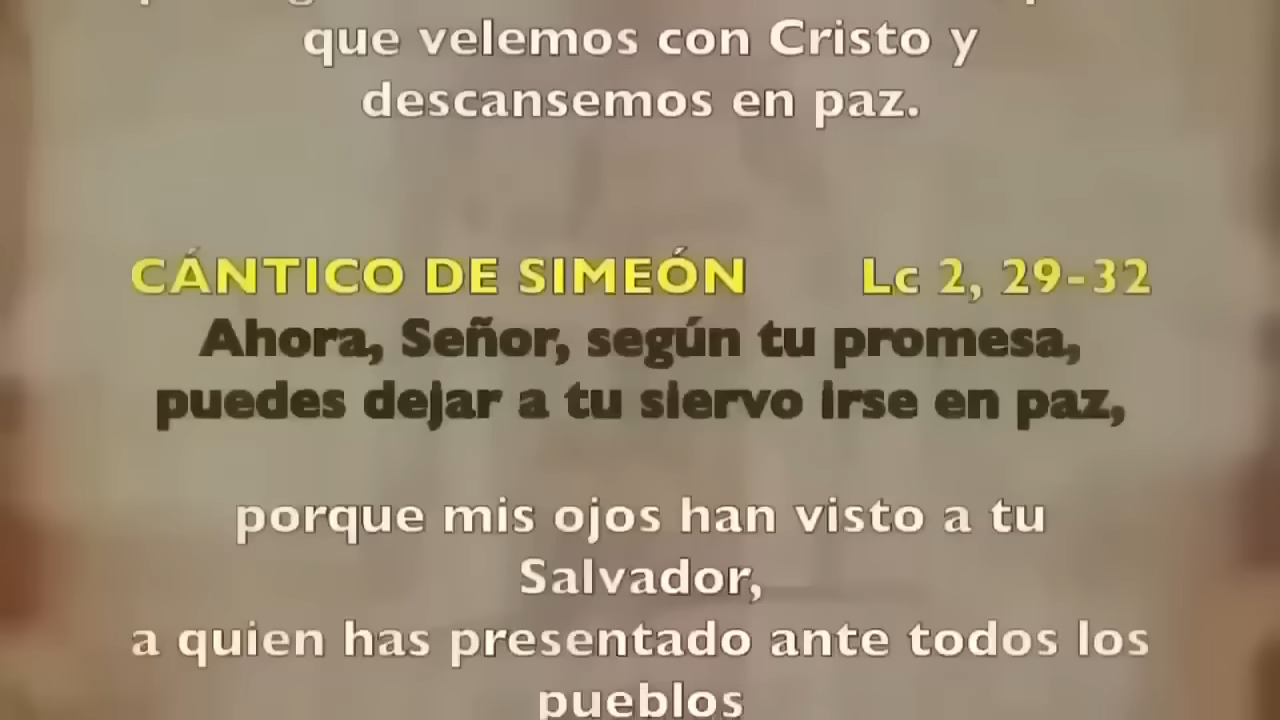 que velemos con Cristo y
descansemos en paz.
CÁNTICO DE SIMEÓN Lc 2, 29-32
Ahora, Señor, según tu promesa,
puedes dejar a tu siervo irse en paz,
porque mis ojos han visto a tu
Salvador,
a quien has presentado ante todos los
pueblos